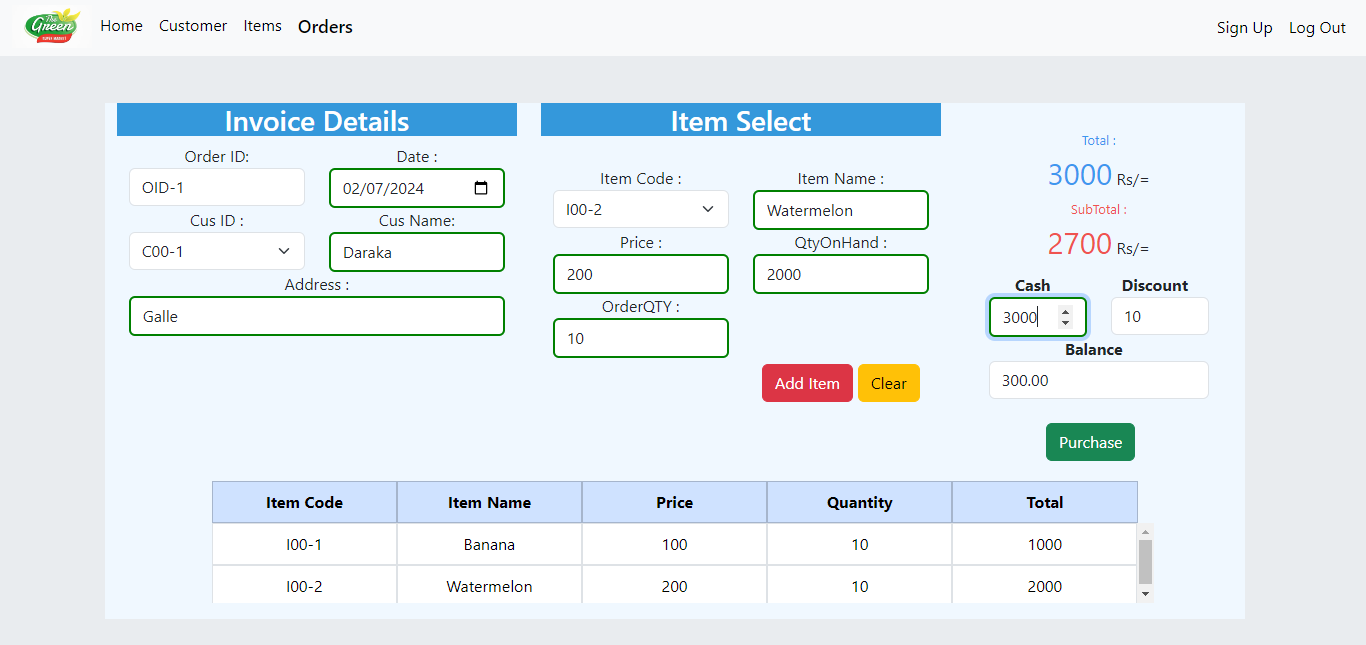 The Green SUPER MARKET
Home Customer Items Orders
Sign Up Log Out
Invoice Details
Order ID: Date :
OID-1 02/07/2024
Cus ID : Cus Name:
C00-1 Daraka
Address :
Galle
Item Select
Item Code : Item Name :
I00-2 Watermelon
Price : QtyOnHand :
200 2000
OrderQTY :
10
Add Item Clear
Total :
3000 Rs/=
SubTotal :
2700 Rs/=
Cash Discount
3000 10
Balance
300.00
Purchase
Item Code Item Name Price Quantity Total
I00-1 Banana 100 10 1000
I00-2 Watermelon 200 10 2000